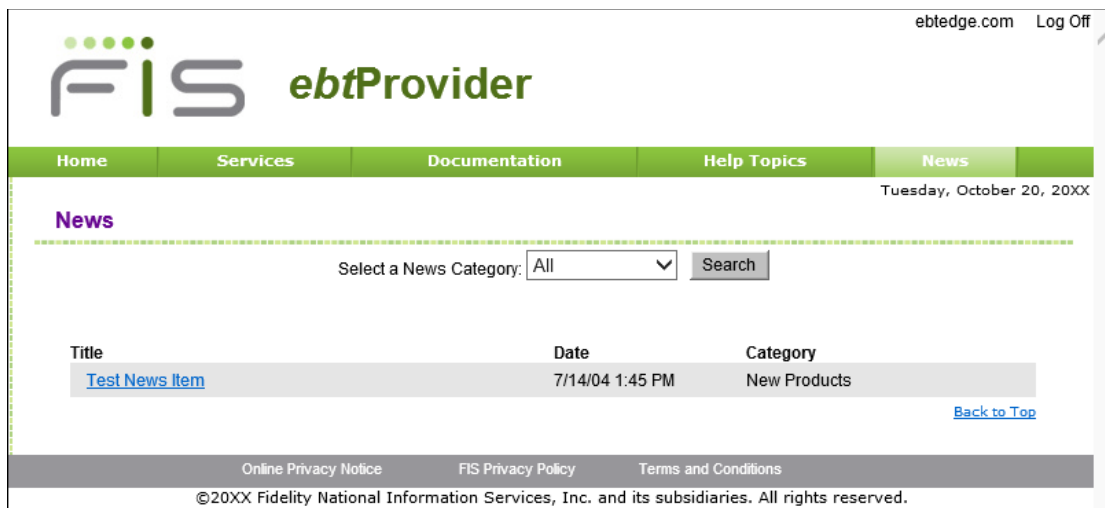 ebtedge.com Log Off
FIS ebtProvider
Home Services Documentation Help Topics News
Tuesday, October 20, 20XX
News
Select a News Category: All Search
Title Date Category
Test News Item 7/14/04 1:45 PM New Products
Back to Top
Online Privacy Notice FIS Privacy Policy Terms and Conditions
©20XX Fidelity National Information Services, Inc. and its subsidiaries. All rights reserved.